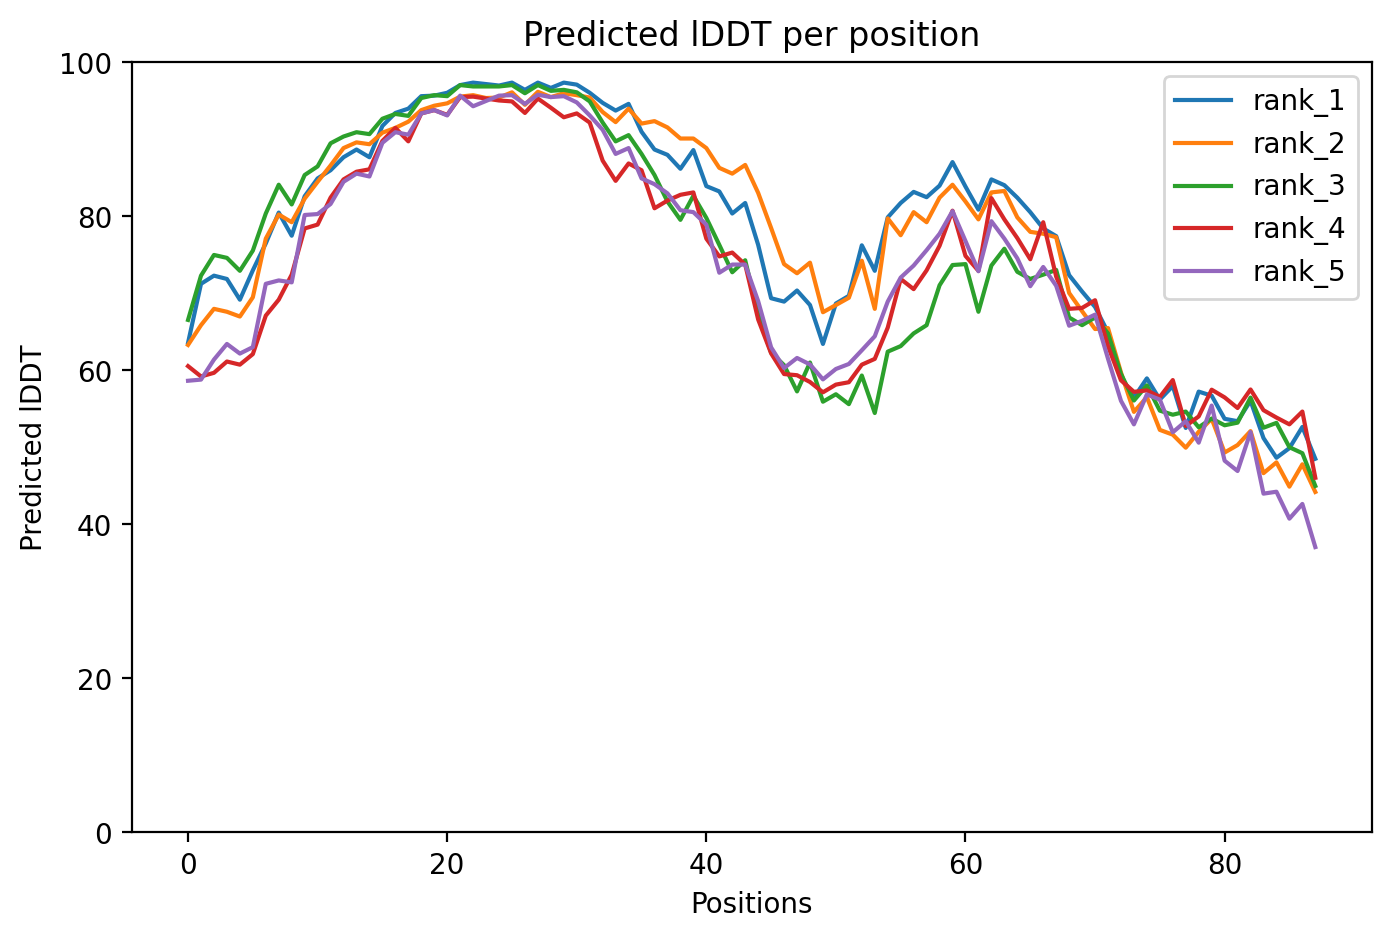 Predicted lDDT per position
100
80
60
40
20
0
Predicted lDDT
0 20 40 60 80
Positions
rank_1
rank_2
rank_3
rank_4
rank_5